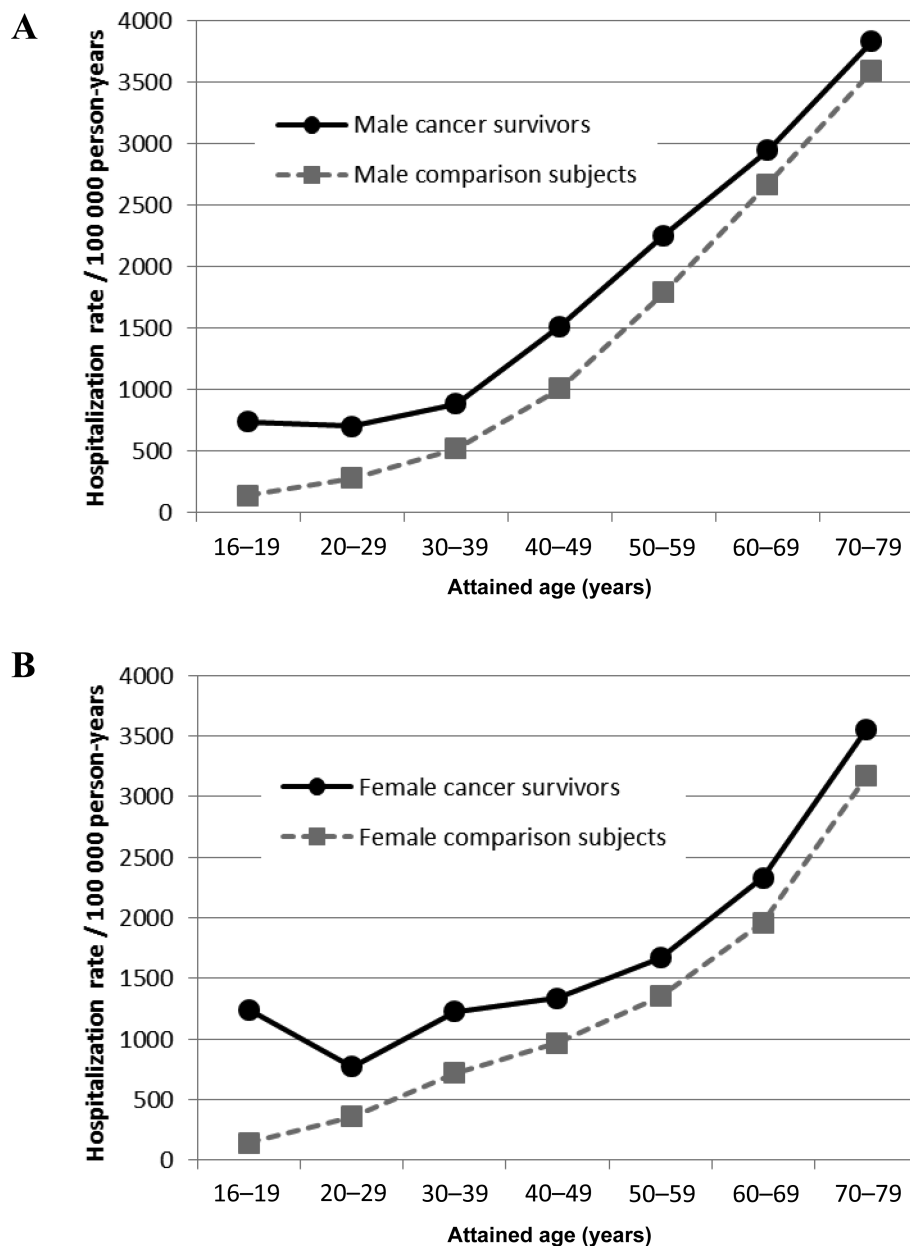 A
Hospitalization rate / 100 000 person-years
4000
3500
3000
2500
2000
1500
1000
500
0
Male cancer survivors
Male comparison subjects
16–19 20–29 30–39 40–49 50–59 60–69 70–79
Attained age (years)
B
Hospitalization rate / 100 000 person-years
4000
3500
3000
2500
2000
1500
1000
500
0
Female cancer survivors
Female comparison subjects
16–19 20–29 30–39 40–49 50–59 60–69 70–79
Attained age (years)